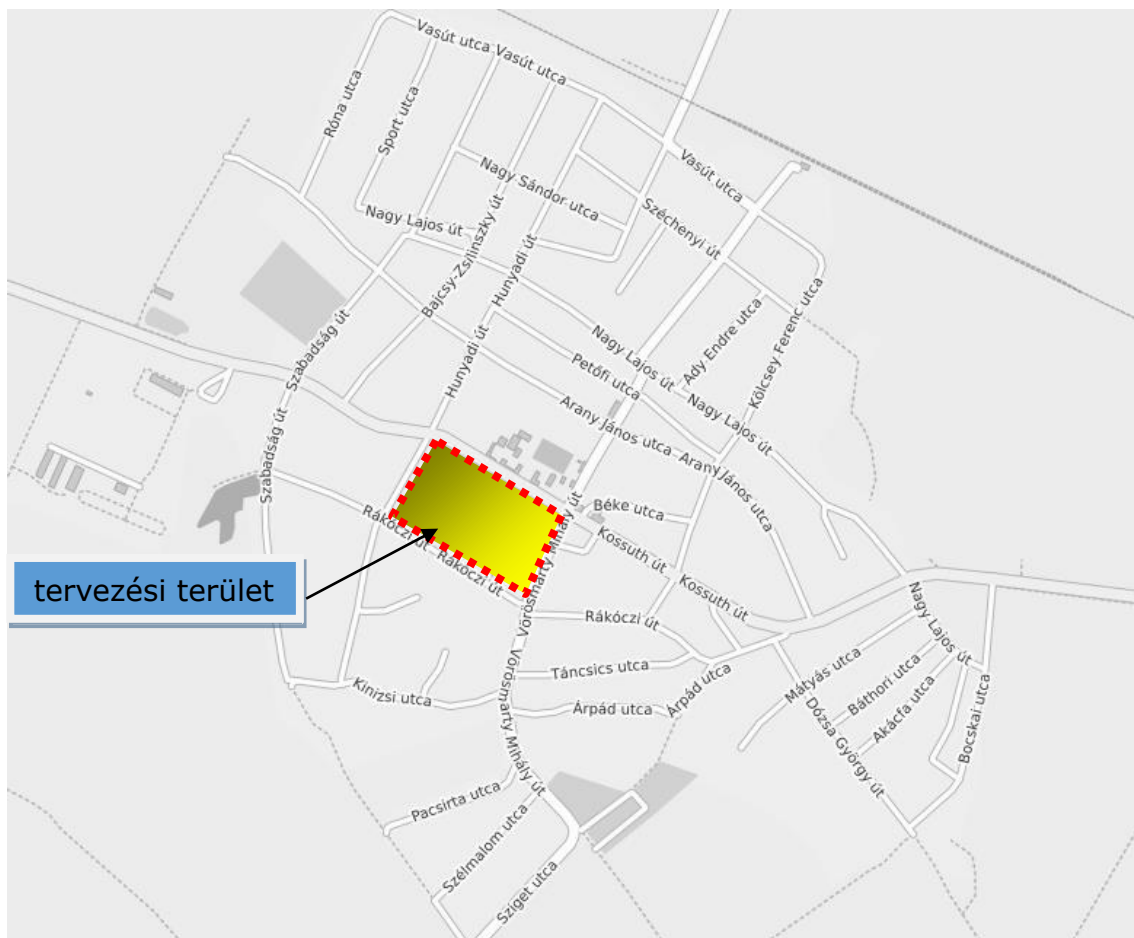 Vasút utca
Vasút utca
Róna utca
Sport utca
Vasút utca
Nagy Sándor utca
Széchenyi út
Nagy Lajos út
Bajcsy-Zsilinszky út
Hunyadi út
Kölcsey Ferenc utca
Ady Endre utca
Szabadság út
Hunyadi út
Nagy Lajos út
Petőfi utca
Nagy Lajos út
Arany János utca
Arany János utca
Szabadság út
Rákóczi út
Rákóczi út
Béke utca
Kossuth út
Kossuth út
Vörösmarty Mihály út
tervezési terület
Rákóczi út
Táncsics utca
Kinizsi utca
Árpád utca
Árpád utca
Vörösmarty Mihály út
Mátyás utca
Báthori utca
Akácfa utca
Nagy Lajos út
Bocskai utca
Dózsa György út
Pacsirta utca
Szélmalom utca
Sziget utca